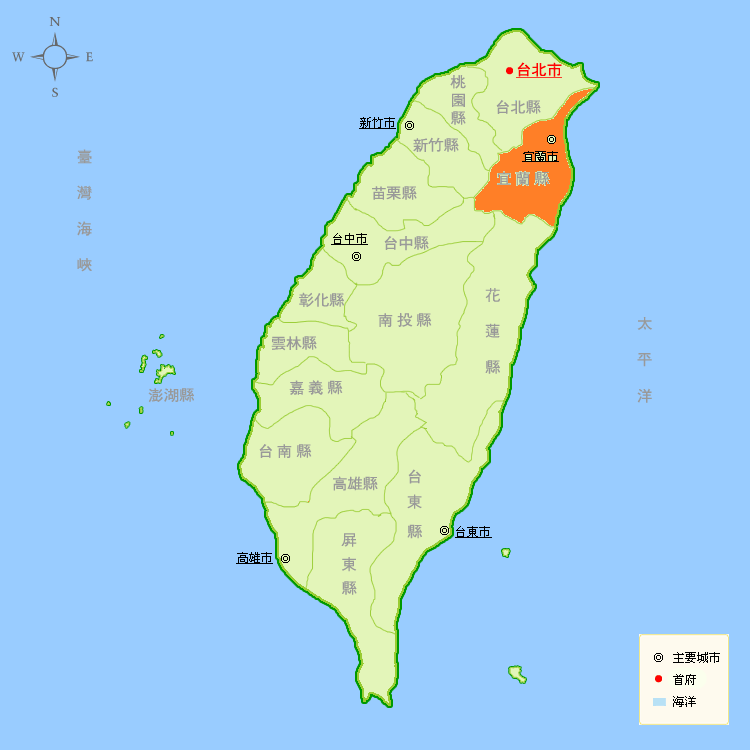 N
W
E
S
台北市
桃園縣
台北縣
新竹市
新竹縣
宜蘭市
宜蘭縣
臺灣海峽
苗栗縣
台中市
台中縣
彰化縣
花蓮縣
南投縣
太平洋
雲林縣
嘉義縣
澎湖縣
台南縣
高雄縣
台東縣
台東市
屏東縣
高雄市
主要城市
首府
海洋